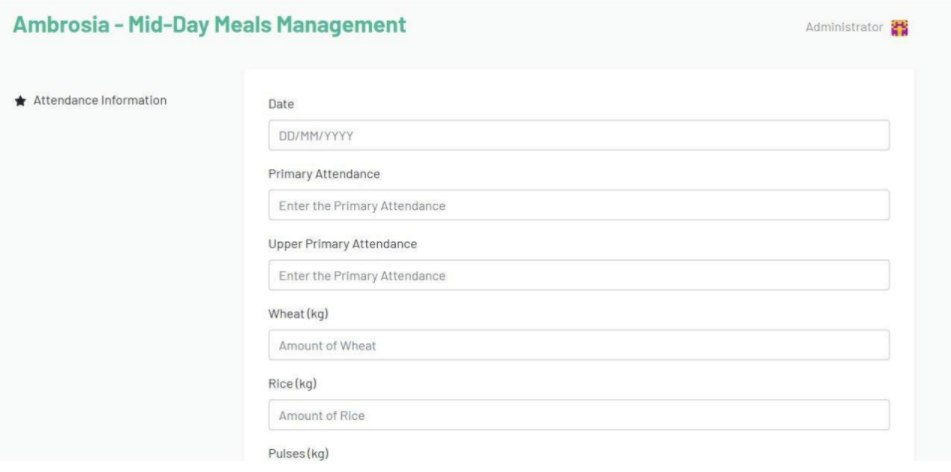 Ambrosia - Mid-Day Meals Management
Administrator
Attendance Information
Date
DD/MM/YYYY
Primary Attendance
Enter the Primary Attendance
Upper Primary Attendance
Enter the Primary Attendance
Wheat (kg)
Amount of Wheat
Rice (kg)
Amount of Rice
Pulses (kg)